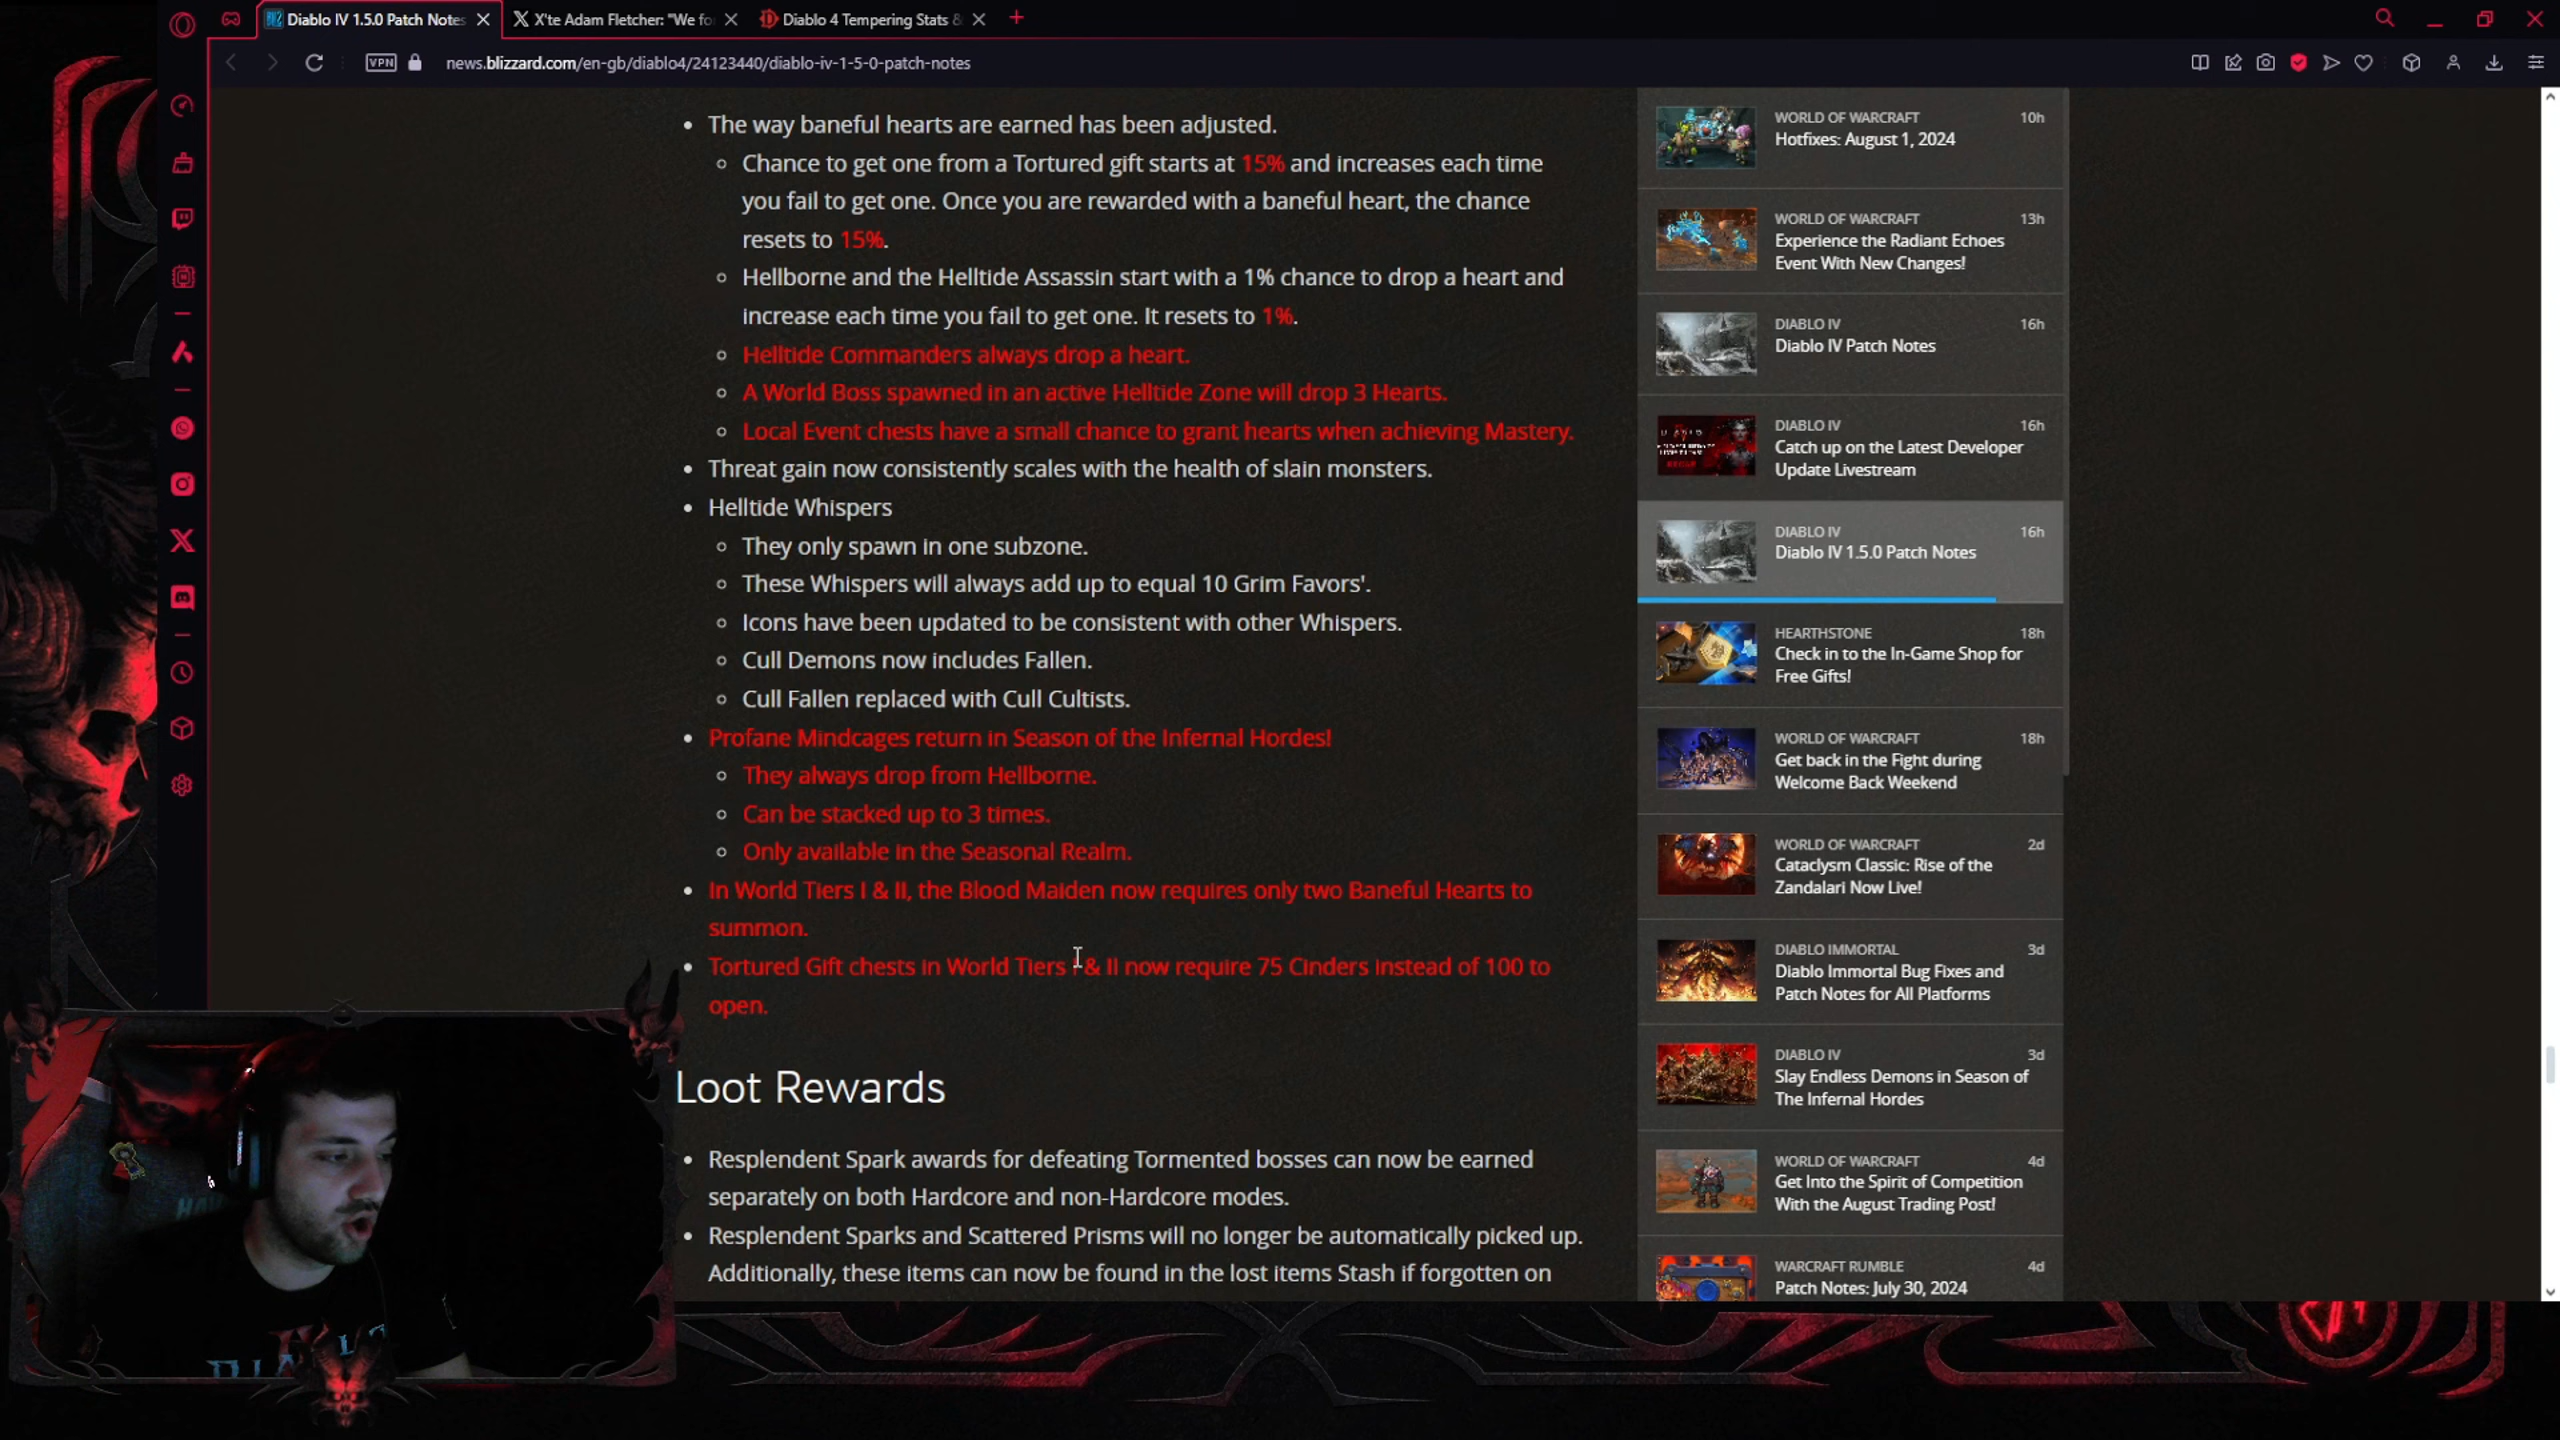 Diablo IV 1.5.0 Patch Notes
X'te Adam Fletcher: "We fo
Diablo 4 Tempering Stats &
VPN
news.blizzard.com/en-gb/diablo4/24123440/diablo-iv-1-5-0-patch-notes
The way baneful hearts are earned has been adjusted.
Chance to get one from a Tortured gift starts at 15% and increases each time
you fail to get one. Once you are rewarded with a baneful heart, the chance
resets to 15%.
Hellborne and the Helltide Assassin start with a 1% chance to drop a heart and
increase each time you fail to get one. It resets to 1%.
Helltide Commanders always drop a heart.
A World Boss spawned in an active Helltide Zone will drop 3 Hearts.
Local Event chests have a small chance to grant hearts when achieving Mastery.
Threat gain now consistently scales with the health of slain monsters.
Helltide Whispers
They only spawn in one subzone.
These Whispers will always add up to equal 10 Grim Favors'.
Icons have been updated to be consistent with other Whispers.
Cull Demons now includes Fallen.
Cull Fallen replaced with Cull Cultists.
Profane Mindcages return in Season of the Infernal Hordes!
They always drop from Hellborne.
Can be stacked up to 3 times.
Only available in the Seasonal Realm.
In World Tiers I & II, the Blood Maiden now requires only two Baneful Hearts to
summon.
Tortured Gift chests in World Tiers I & II now require 75 Cinders instead of 100 to
open.
Loot Rewards
Resplendent Spark awards for defeating Tormented bosses can now be earned
separately on both Hardcore and non-Hardcore modes.
Resplendent Sparks and Scattered Prisms will no longer be automatically picked up.
Additionally, these items can now be found in the lost items Stash if forgotten on
WORLD OF WARCRAFT 10h
Hotfixes: August 1, 2024
WORLD OF WARCRAFT 13h
Experience the Radiant Echoes
Event With New Changes!
DIABLO IV 16h
Diablo IV Patch Notes
DIABLO IV 16h
Catch up on the Latest Developer
Update Livestream
DIABLO IV 16h
Diablo IV 1.5.0 Patch Notes
HEARTHSTONE 18h
Check in to the In-Game Shop for
Free Gifts!
WORLD OF WARCRAFT 18h
Get back in the Fight during
Welcome Back Weekend
WORLD OF WARCRAFT 2d
Cataclysm Classic: Rise of the
Zandalari Now Live!
DIABLO IMMORTAL 3d
Diablo Immortal Bug Fixes and
Patch Notes for All Platforms
DIABLO IV 3d
Slay Endless Demons in Season of
The Infernal Hordes
WORLD OF WARCRAFT 4d
Get Into the Spirit of Competition
With the August Trading Post!
WARCRAFT RUMBLE 4d
Patch Notes: July 30, 2024